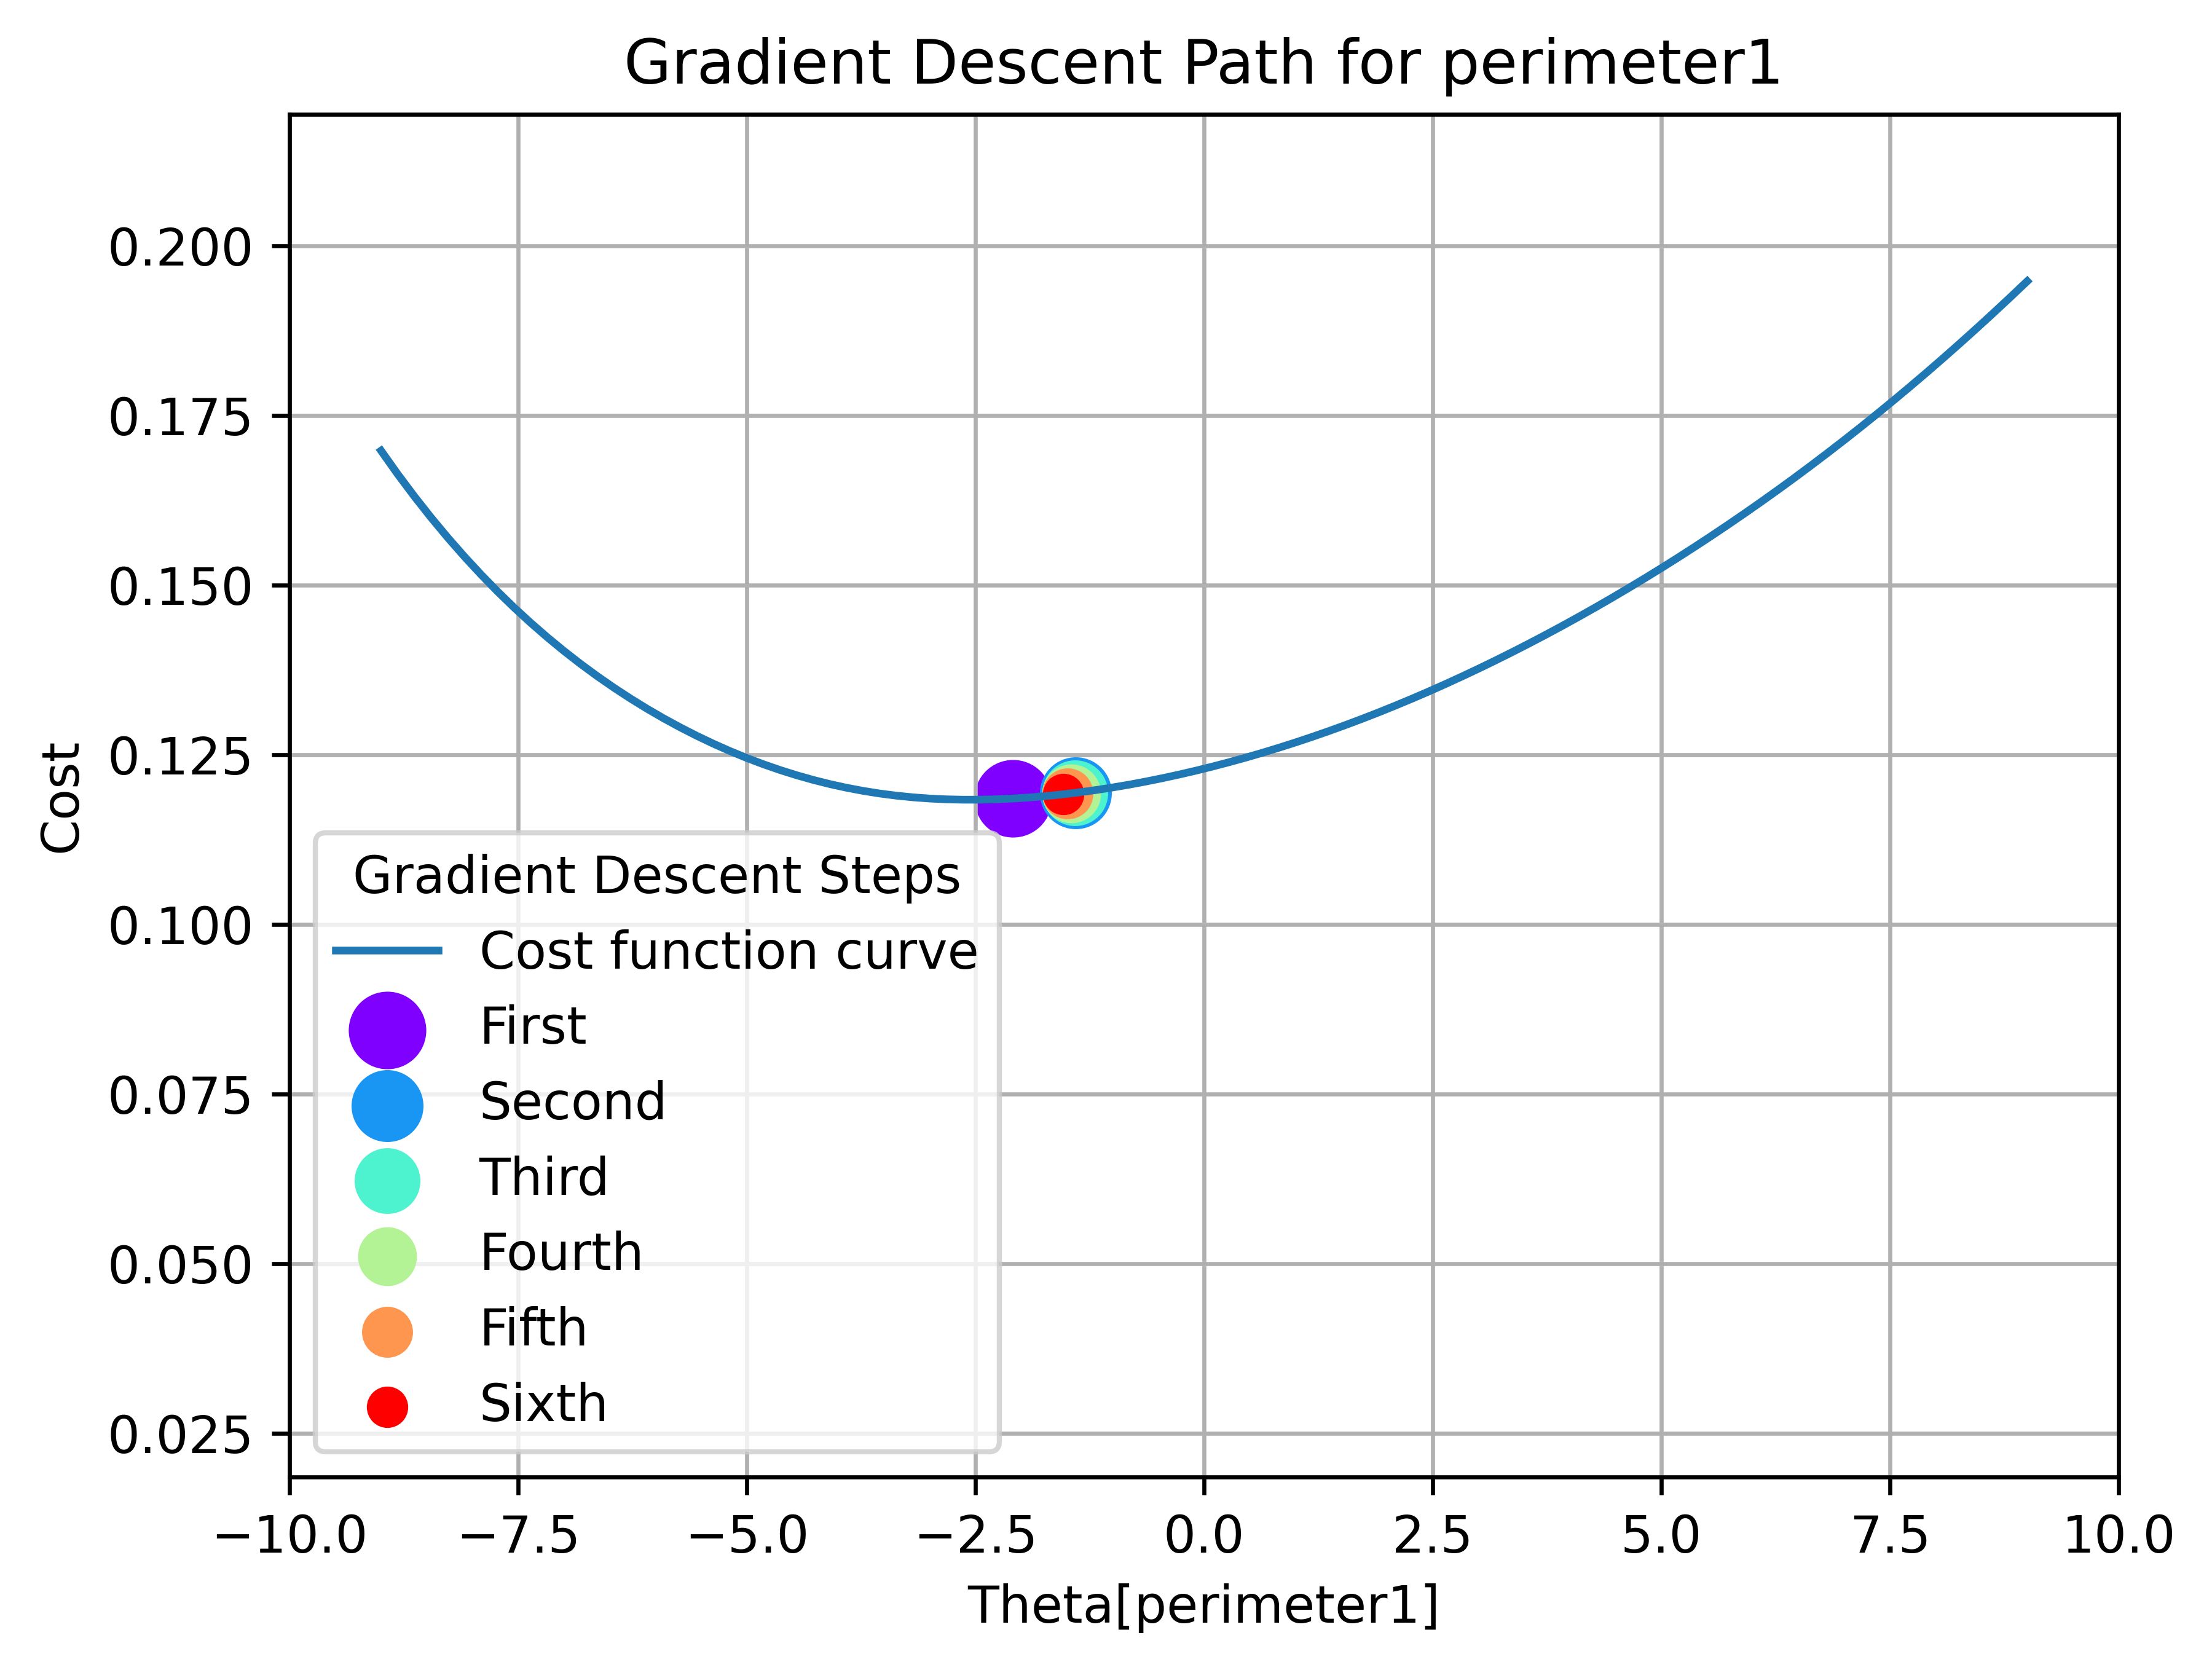 Gradient Descent Path for perimeter1
0.200
0.175
0.150
0.125
0.100
0.075
0.050
0.025
Cost
Gradient Descent Steps
Cost function curve
First
Second
Third
Fourth
Fifth
Sixth
−10.0 −7.5 −5.0 −2.5 0.0 2.5 5.0 7.5 10.0
Theta[perimeter1]